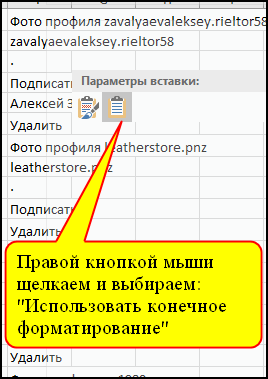 Фото профиля zavalyaevaleksey.rieltor58
zavalyaevaleksey.rieltor58
.
Подписат
Параметры вставки:
Алексей З
Удалить
Фото профиля leatherstore.pnz
leatherstore.pnz
.
Подписат
Удалить
Правой кнопкой мыши
щелкаем и выбираем:
"Использовать конечное
форматирование"
Удалить